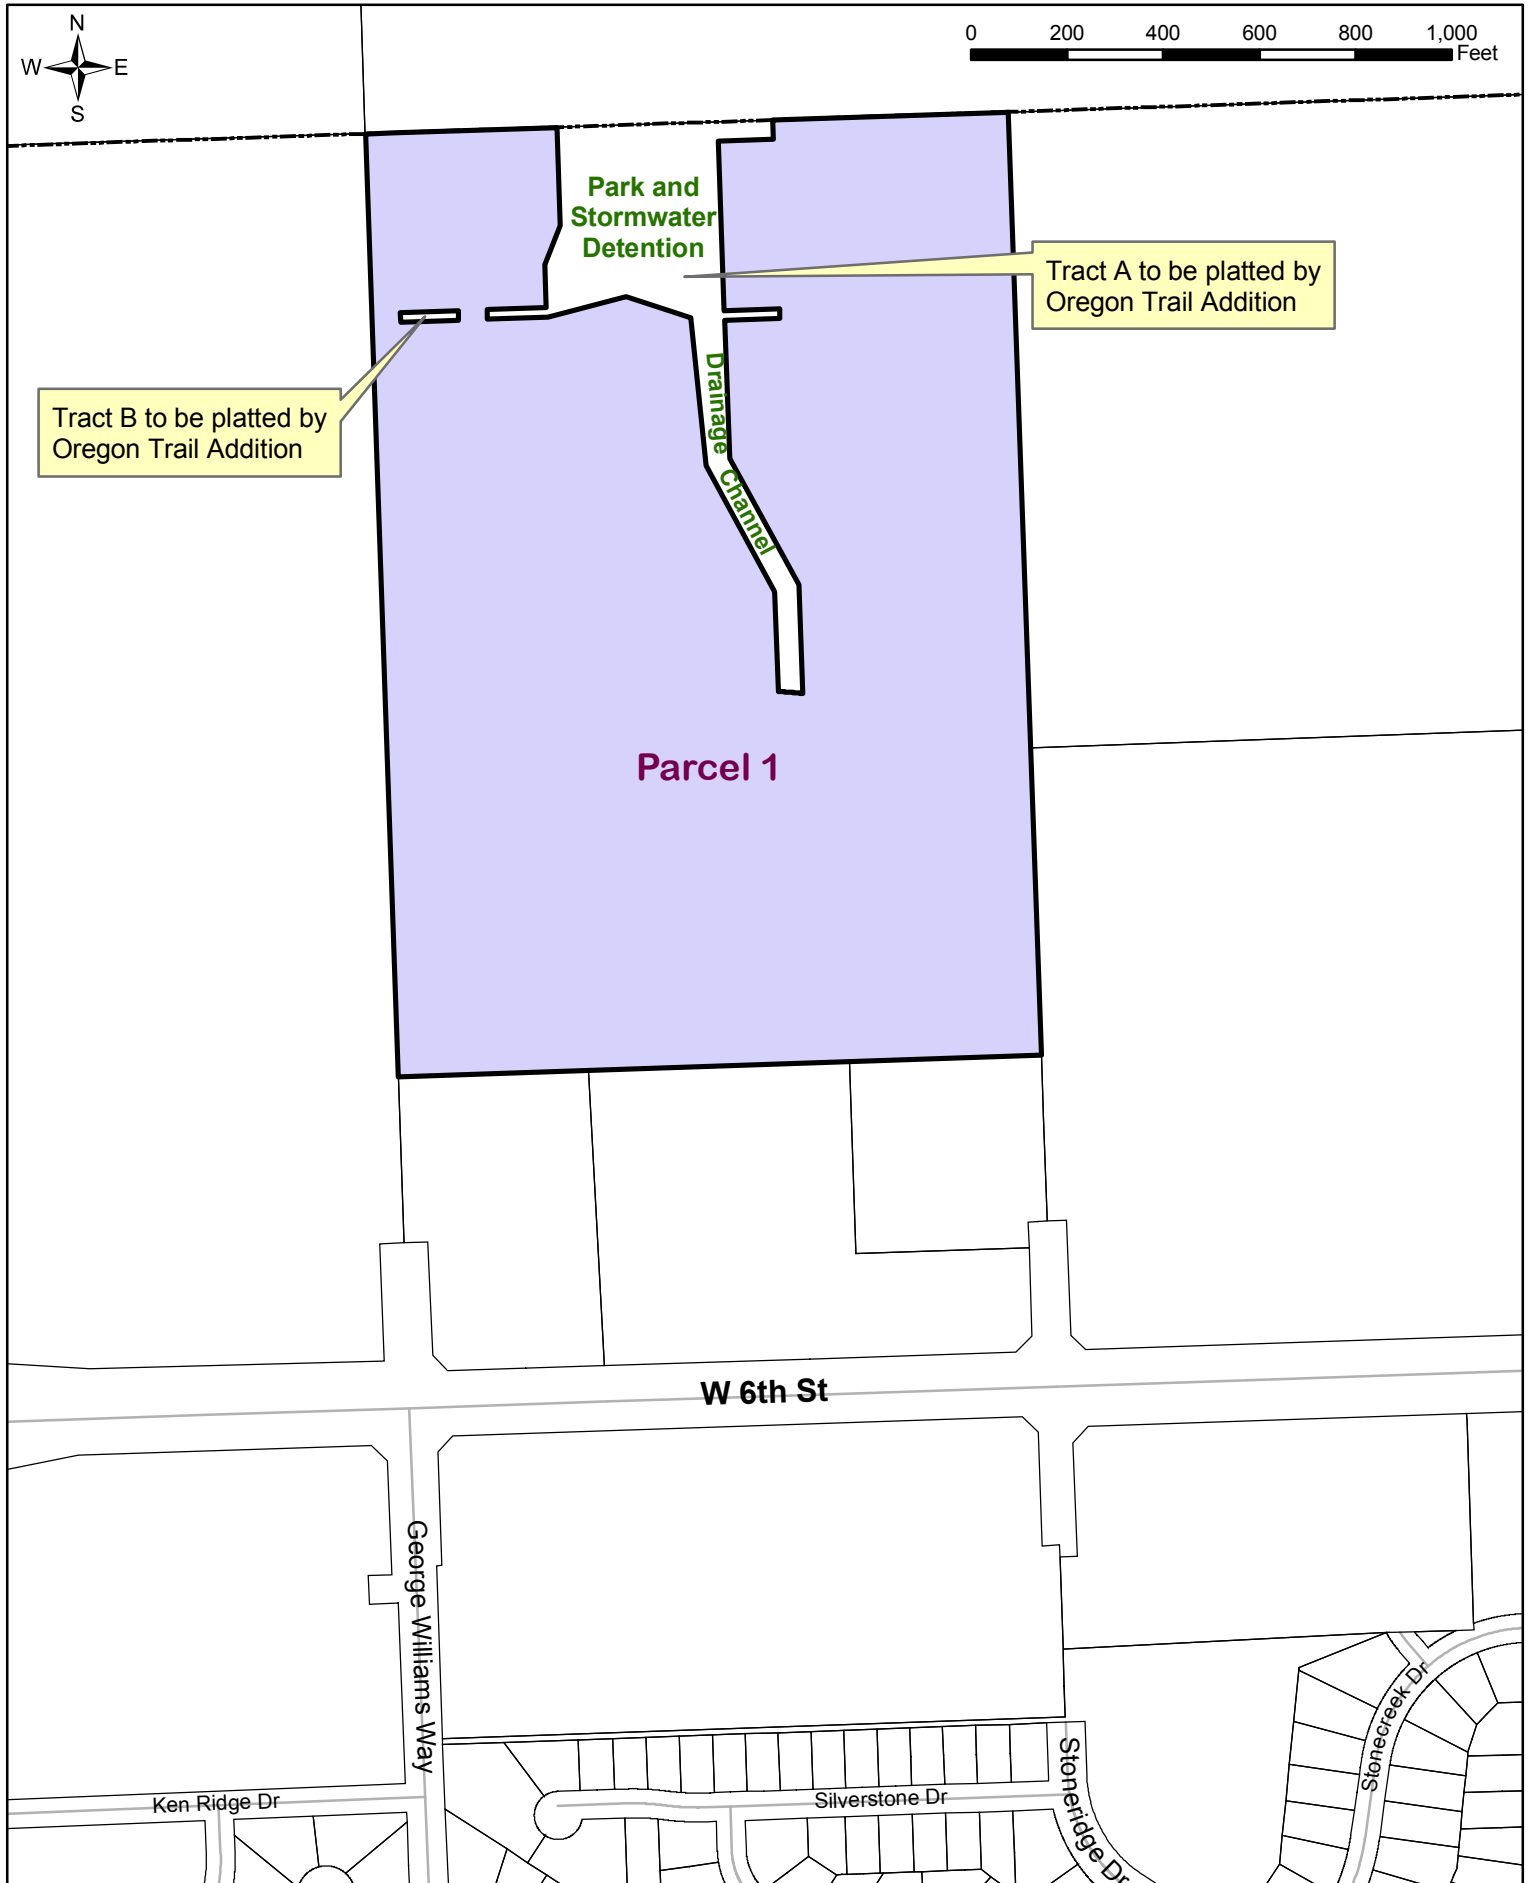 N
W E
S
0 200 400 600 800 1,000
Feet
Park and
Stormwater
Detention
Tract A to be platted by
Oregon Trail Addition
Drainage Channel
Tract B to be platted by
Oregon Trail Addition
Parcel 1
W 6th St
George Williams Way
Ken Ridge Dr
Silverstone Dr
Stoneridge Dr
Stonecreek Dr